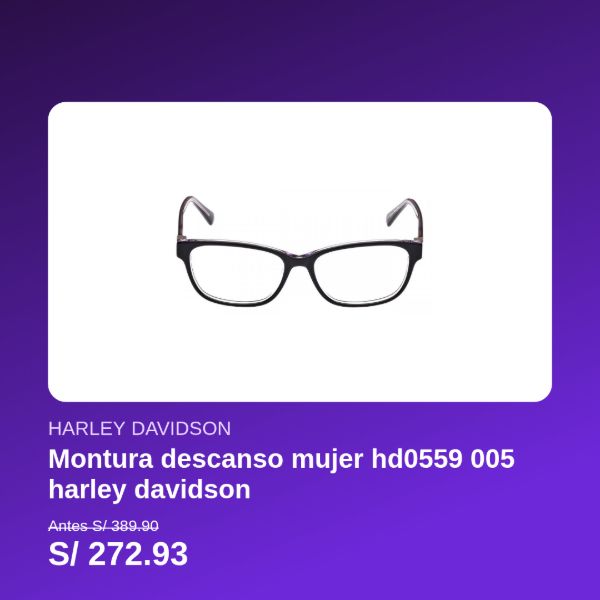 HARLEY DAVIDSON
Montura descanso mujer hd0559 005
harley davidson
Antes S/ 389.90
S/ 272.93